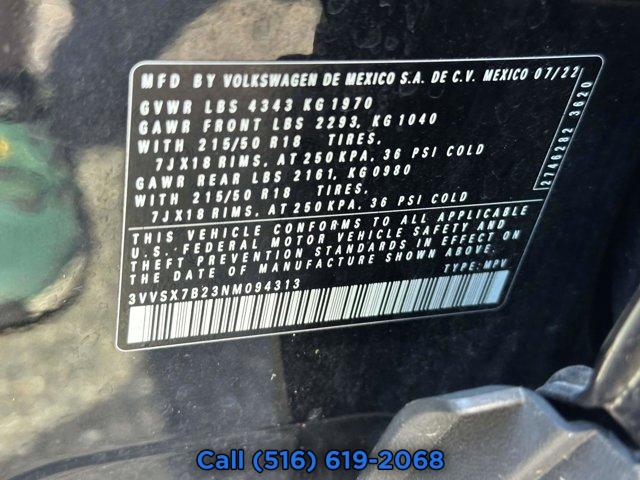 MFD BY VOLKSWAGEN DE MEXICO S.A. DE C.V. MEXICO 07/22
GVWR LBS 4343 KG 1970
GAWR FRONT LBS 2293, KG 1040
WITH 215/50 R18 TIRES,
7JX18 RIMS, AT 250 KPA, 36 PSI COLD
GAWR REAR LBS 2161, KG 0980
WITH 215/50 R18 TIRES,
7JX18 RIMS, AT 250 KPA, 36 PSI COLD
THIS VEHICLE CONFORMS TO ALL APPLICABLE
U.S. FEDERAL MOTOR VEHICLE SAFETY AND
THEFT PREVENTION STANDARDS IN EFFECT ON
THE DATE OF MANUFACTURE SHOWN ABOVE.
TYPE: MPV
3VVSX7B23NM094313
2746282 3620
Call (516) 619-2068